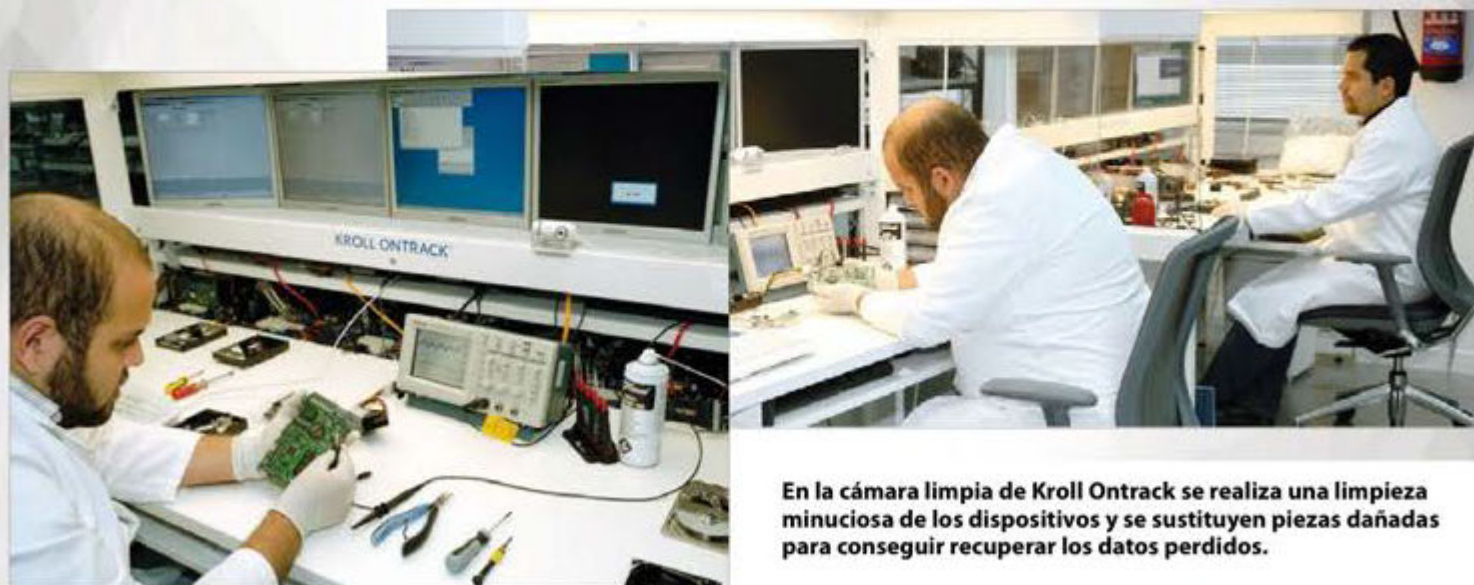 KROLL ONTRACK
En la cámara limpia de Kroll Ontrack se realiza una limpieza
minuciosa de los dispositivos y se sustituyen piezas dañadas
para conseguir recuperar los datos perdidos.